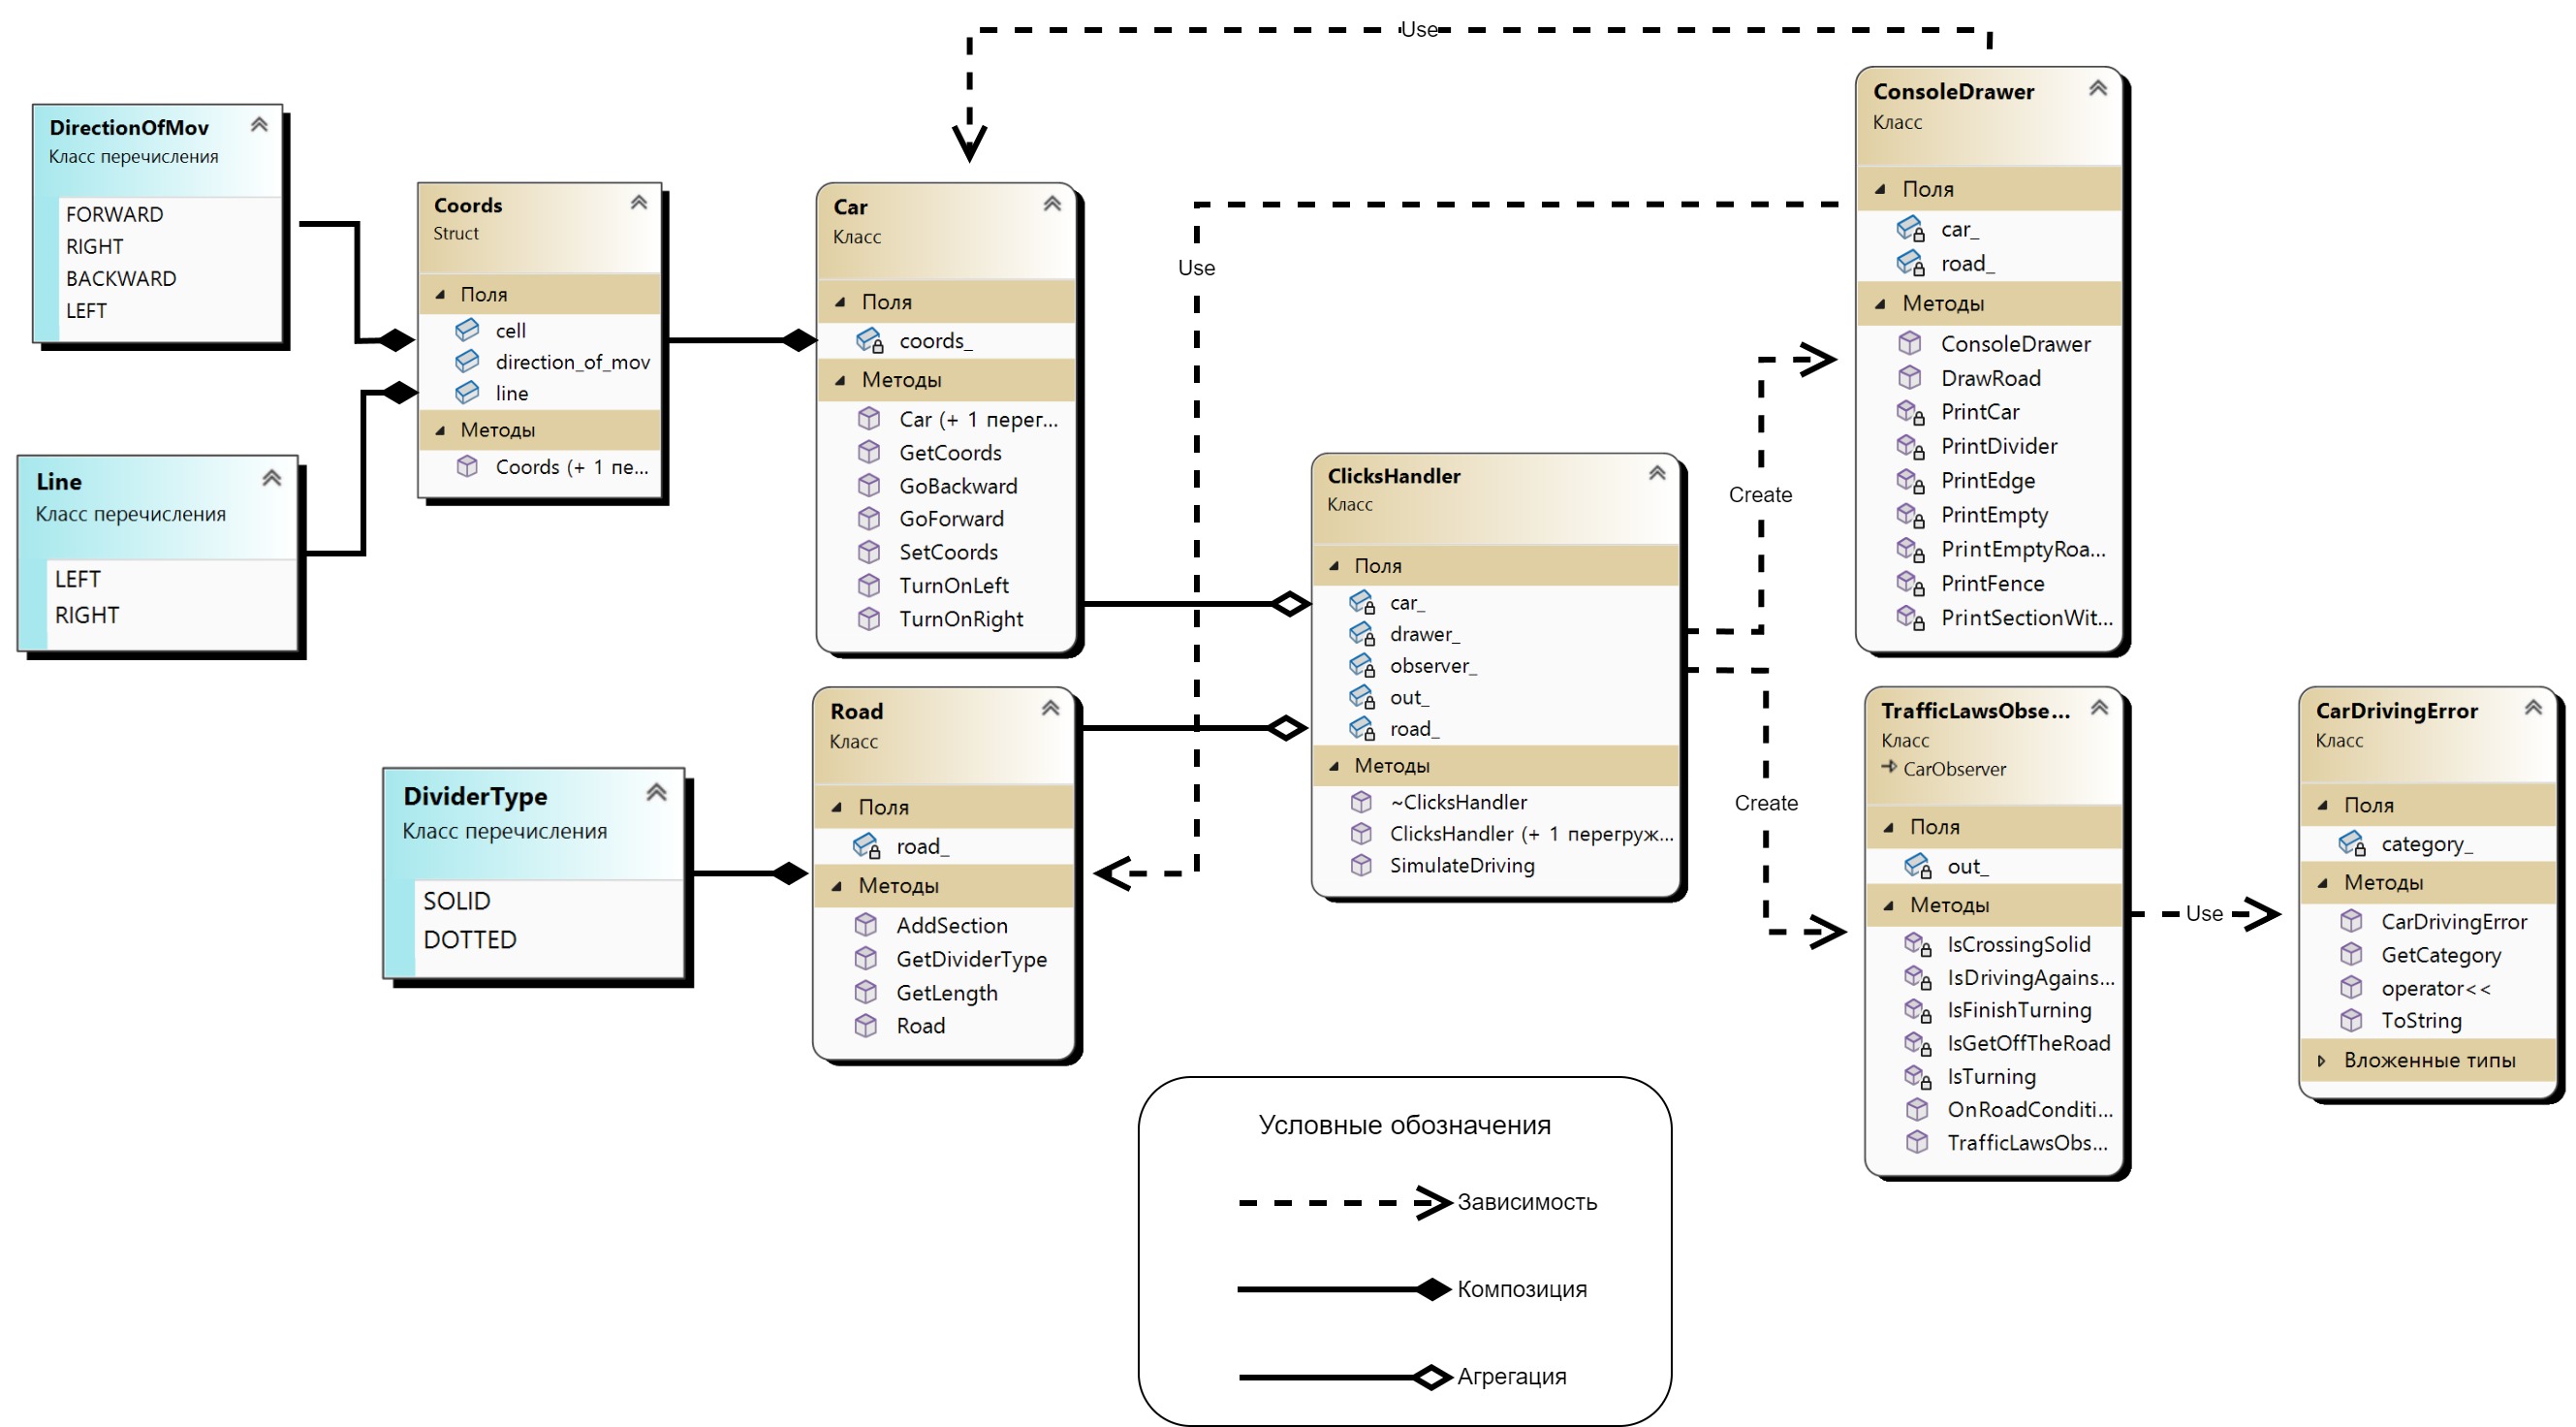 Use
DirectionOfMov
Класс перечисления
FORWARD
RIGHT
BACKWARD
LEFT
Line
Класс перечисления
LEFT
RIGHT
Coords
Struct
Поля
cell
direction_of_mov
line
Методы
Coords (+ 1 пе...
Car
Класс
Поля
coords_
Методы
Car (+ 1 перег...
GetCoords
GoBackward
GoForward
SetCoords
TurnOnLeft
TurnOnRight
Use
DividerType
Класс перечисления
SOLID
DOTTED
Road
Класс
Поля
road_
Методы
AddSection
GetDividerType
GetLength
Road
ClicksHandler
Класс
Поля
car_
drawer_
observer_
out_
road_
Методы
~ClicksHandler
ClicksHandler (+ 1 перегруж...
SimulateDriving
Create
Create
ConsoleDrawer
Класс
Поля
car_
road_
Методы
ConsoleDrawer
DrawRoad
PrintCar
PrintDivider
PrintEdge
PrintEmpty
PrintEmptyRoa...
PrintFence
PrintSectionWit...
TrafficLawsObse...
Класс
CarObserver
Поля
out_
Методы
IsCrossingSolid
IsDrivingAgains...
IsFinishTurning
IsGetOffTheRoad
IsTurning
OnRoadConditi...
TrafficLawsObs...
Use
CarDrivingError
Класс
Поля
category_
Методы
CarDrivingError
GetCategory
operator<<
ToString
Вложенные типы
Условные обозначения
Зависимость
Композиция
Агрегация